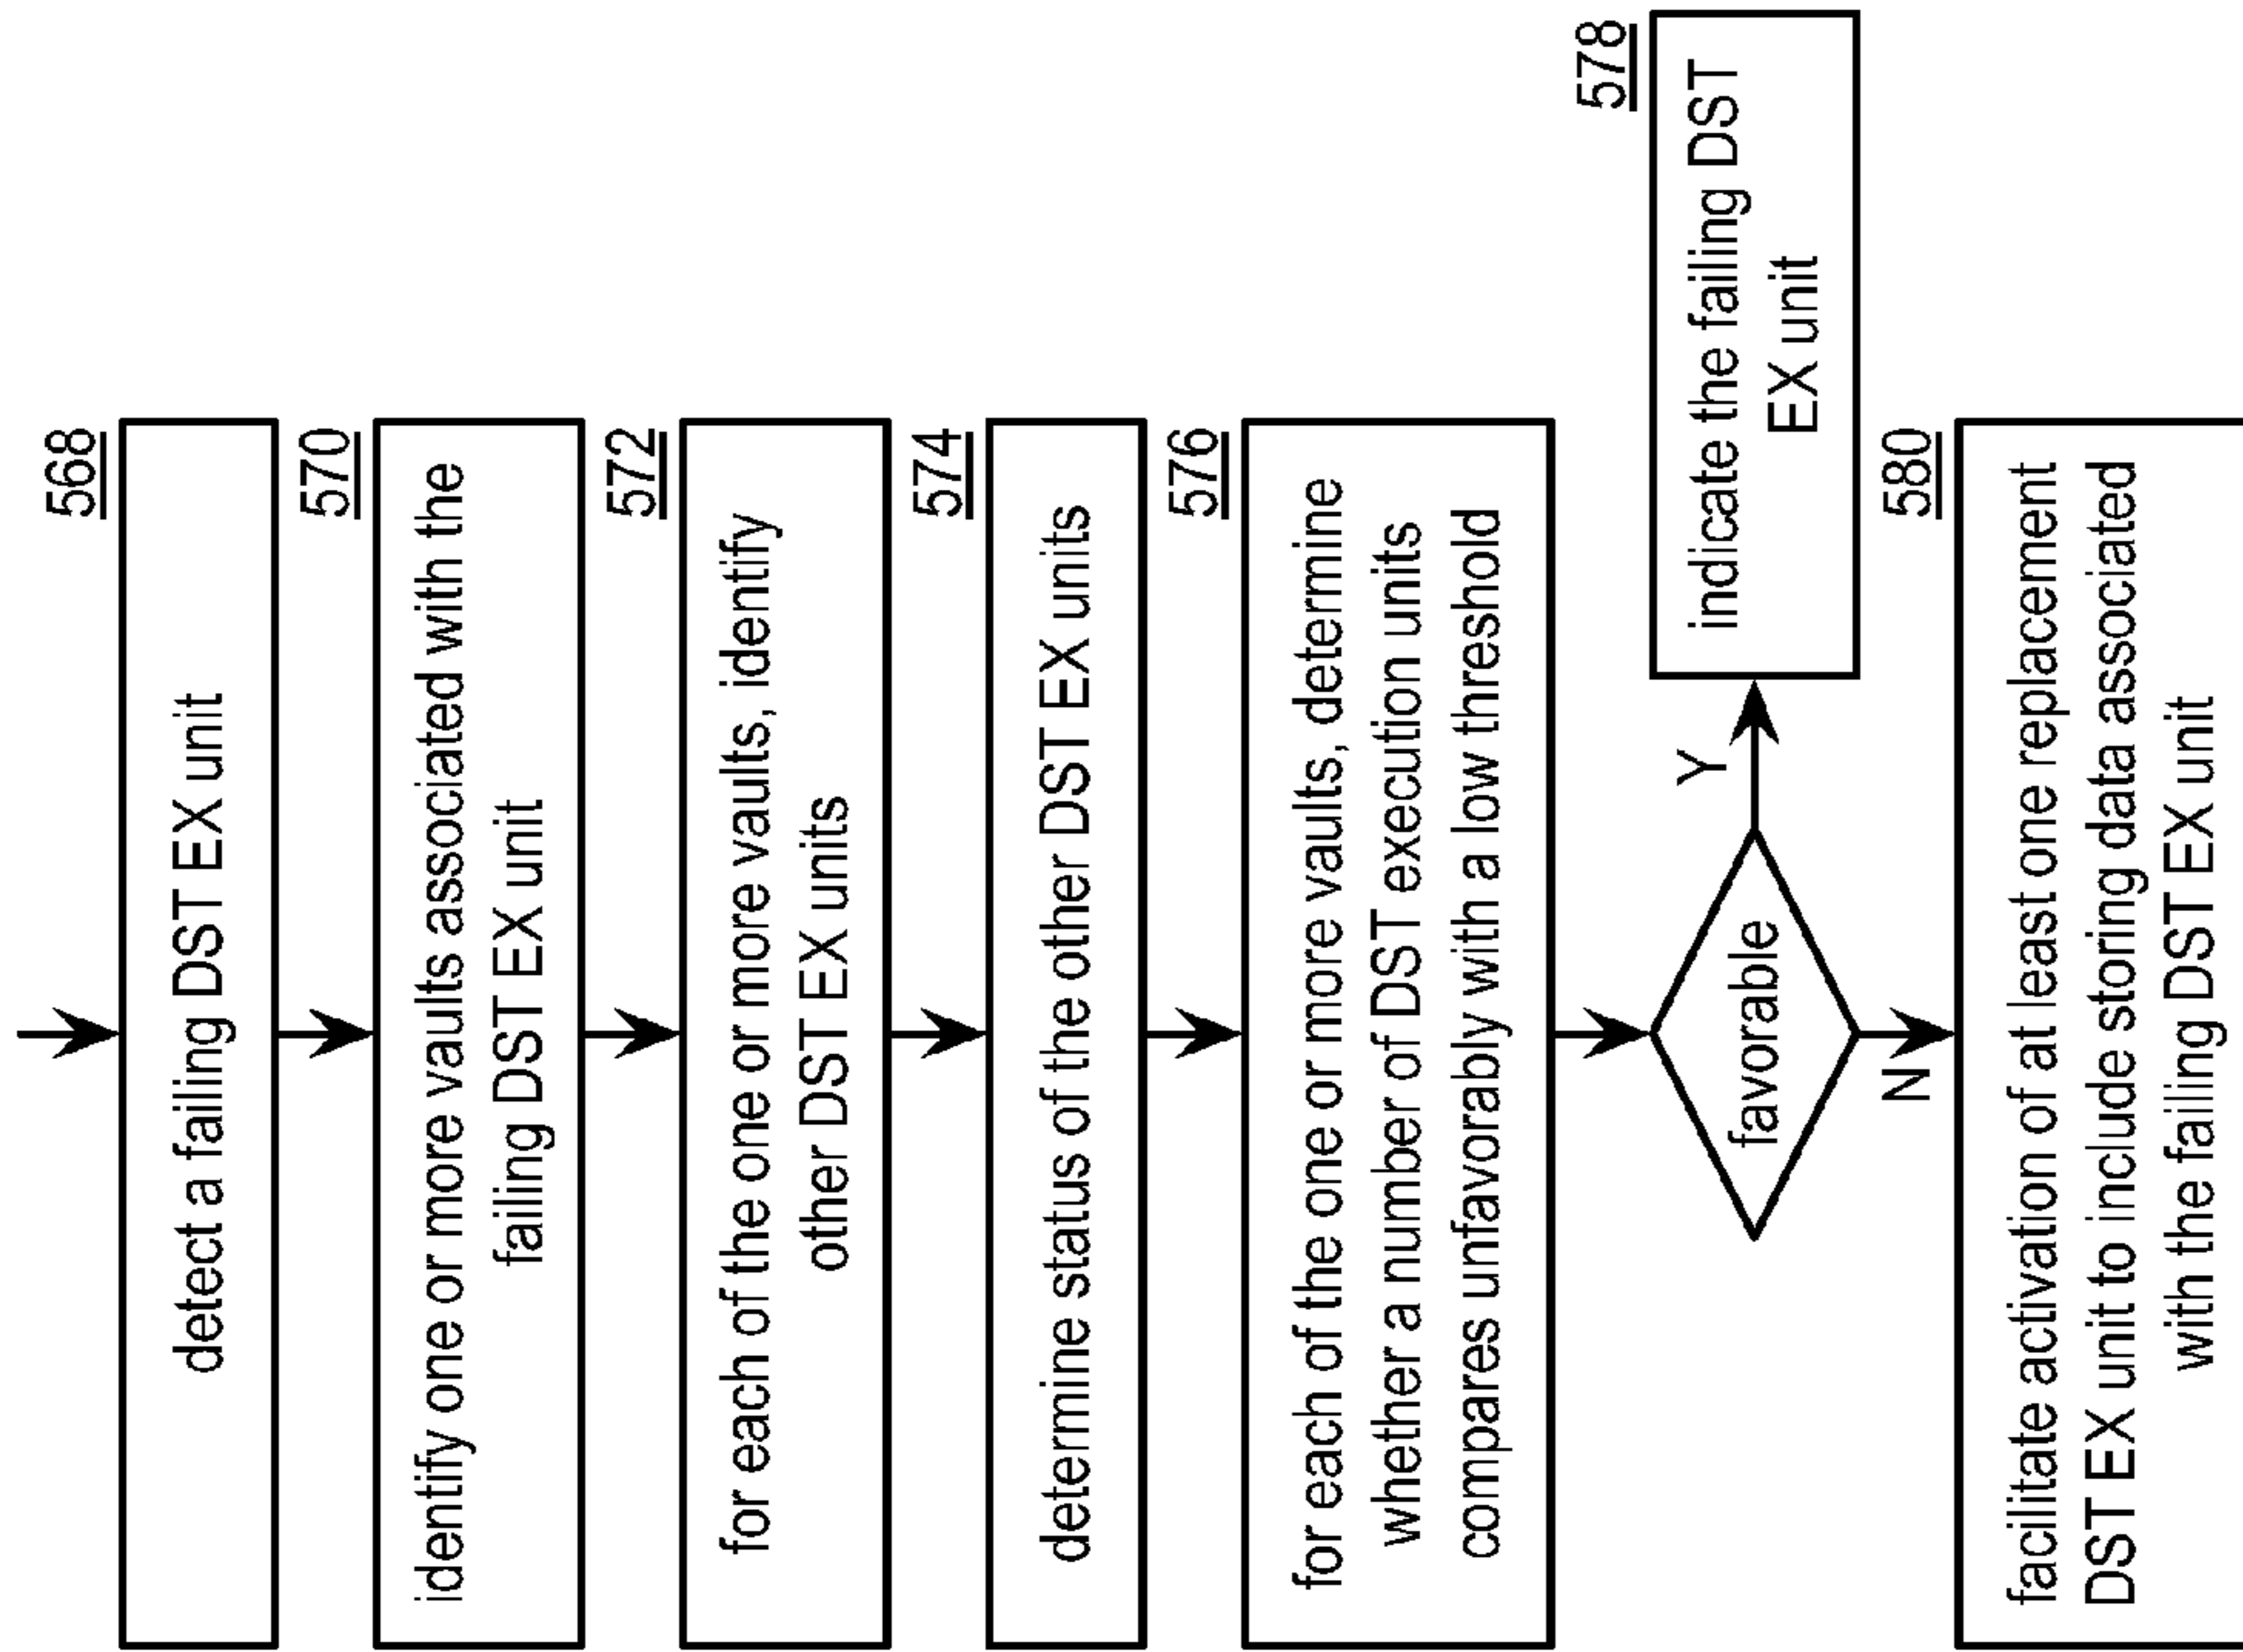 568
detect a failing DST EX unit
570
identify one or more vaults associated with the
failing DST EX unit
572
for each of the one or more vaults, identify
other DST EX units
574
determine status of the other DST EX units
576
for each of the one or more vaults, determine
whether a number of DST execution units
compares unfavorably with a low threshold
favorable
Y
578
indicate the failing DST
EX unit
N
580
facilitate activation of at least one replacement
DST EX unit to include storing data associated
with the failing DST EX unit